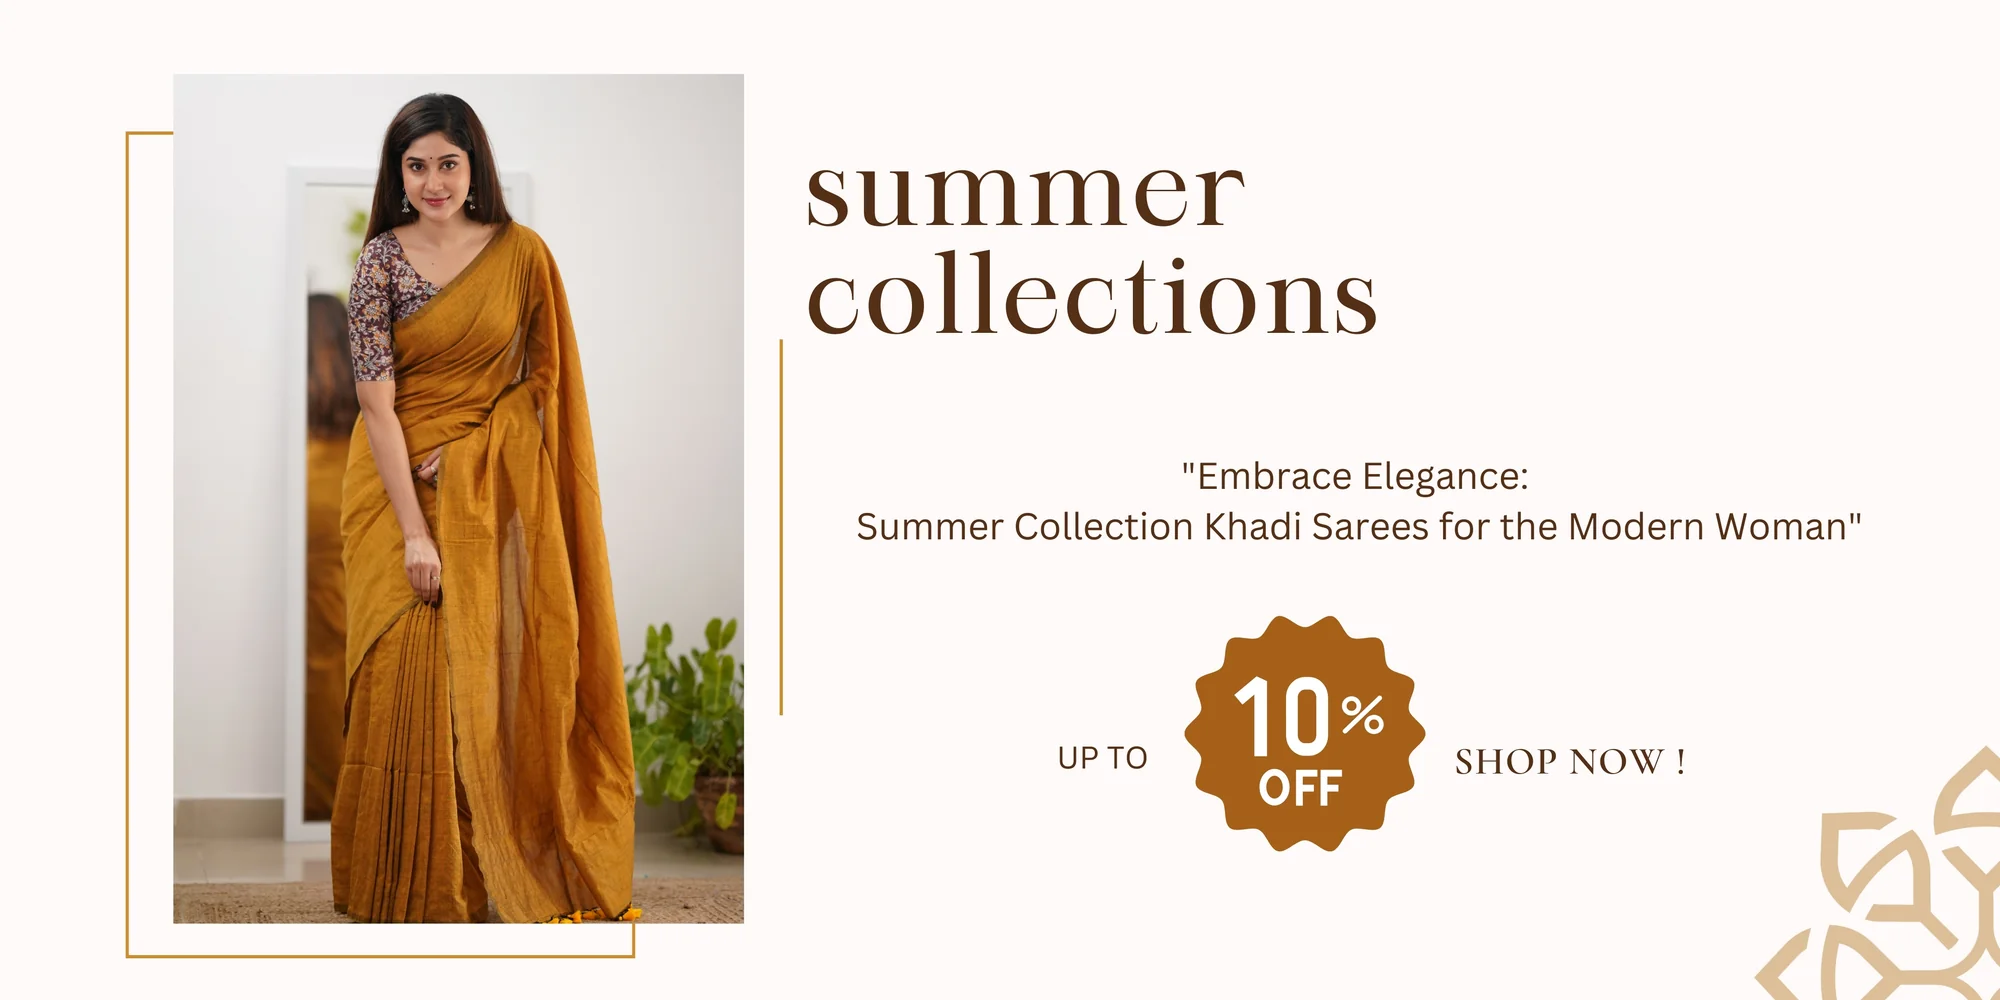 summer
collections
"Embrace Elegance:
Summer Collection Khadi Sarees for the Modern Woman"
UP TO
10%
OFF
SHOP NOW !